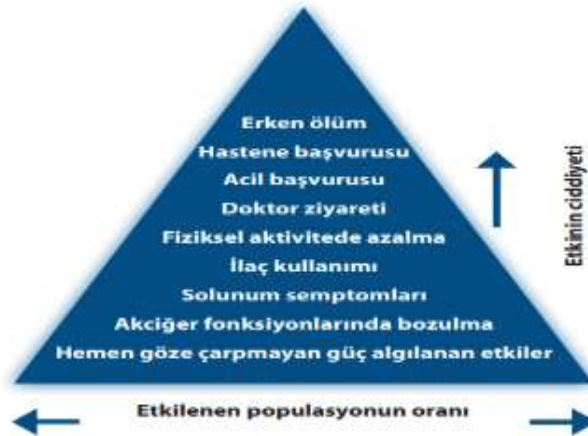 Erken ölüm
Hastene başvurusu
Acil başvurusu
Doktor ziyareti
Fiziksel aktivitede azalma
İlaç kullanımı
Solunum semptomları
Akciğer fonksiyonlarında bozulma
Hemen göze çarpmayan güç algılanan etkiler
Etkinin ciddiyeti
Etkilenen populasyonun oranı